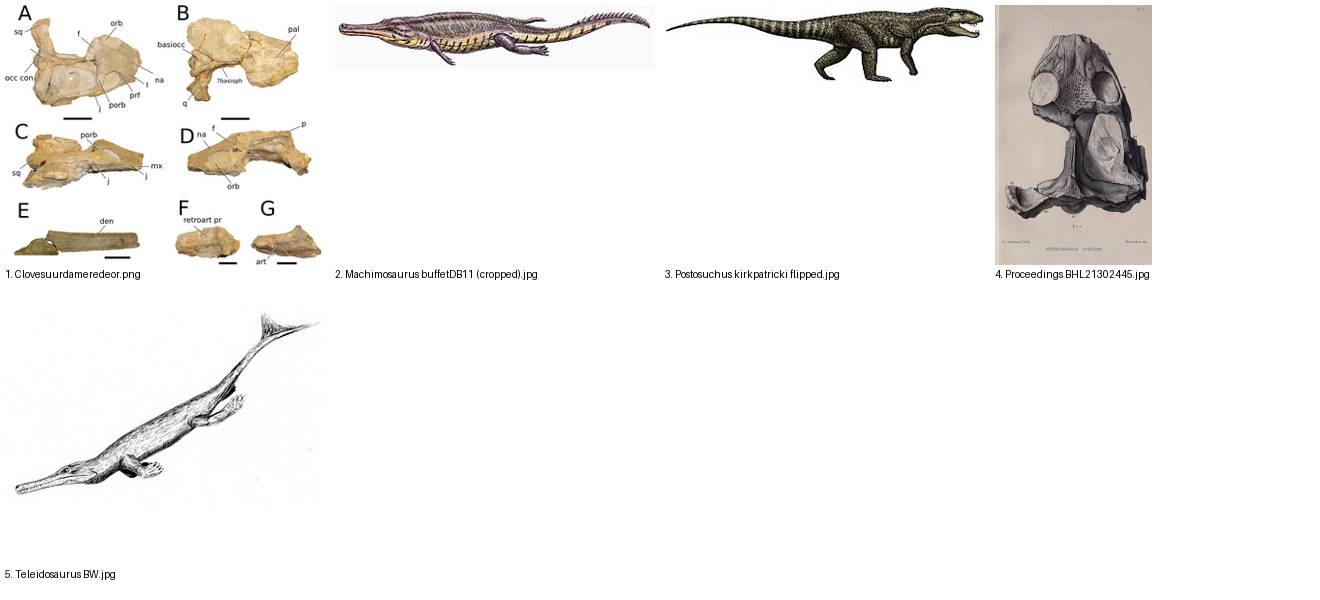 A
B
sq
f
orb
pal
basiocc
occ con
na
l
prf
?basisph
porb
j
q
C
D
na
f
p
porb
sq
mx
j
j
orb
E
F
G
den
retroart pr
art
1. Clovesuurdameredeor.png
2. Machimosaurus buffetDB11 (cropped).jpg
3. Postosuchus kirkpatricki flipped.jpg
4. Proceedings BHL21302445.jpg
5. Teleidosaurus BW.jpg